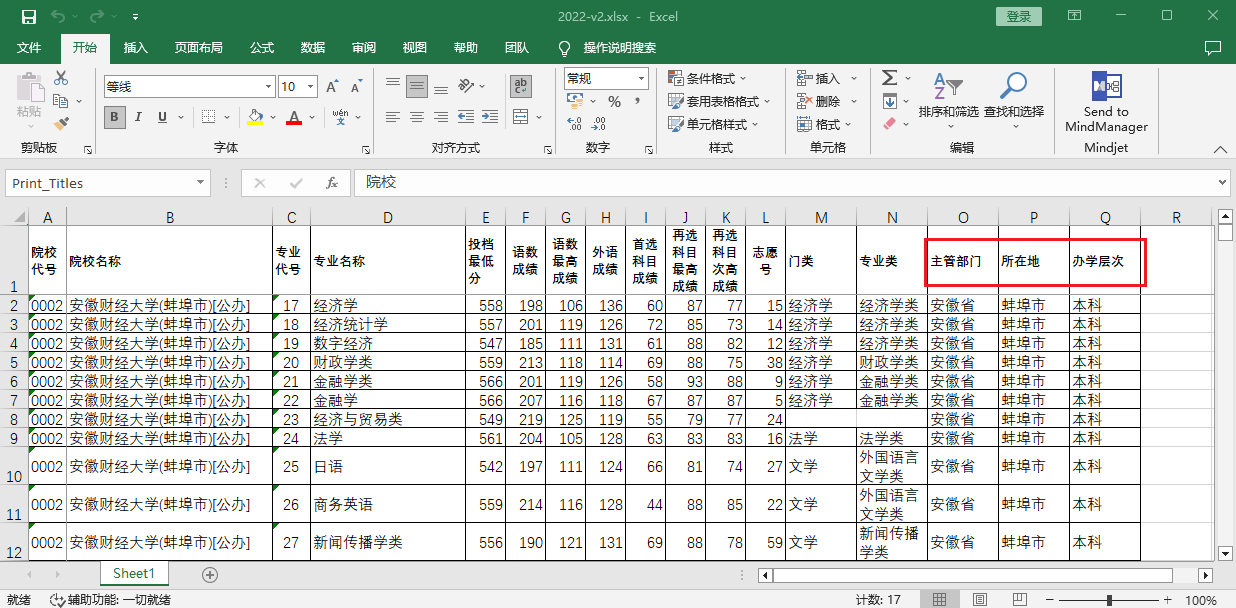 2022-v2.xlsx - Excel
登录
文件 开始 插入 页面布局 公式 数据 审阅 视图 帮助 团队 操作说明搜索
粘贴
剪贴板
等线 10
B I U
字体
对齐方式
常规
数字
条件格式
套用表格格式
单元格样式
样式
插入
删除
格式
单元格
排序和筛选 查找和选择
编辑
Send to
MindManager
Mindjet
Print_Titles
院校
A B C D E F G H I J K L M N O P Q R
1 院校代号 院校名称 专业代号 专业名称 投档最低分 语数成绩 语数最高成绩 外语成绩 首选科目成绩 再选科目最高成绩 再选科目次高成绩 志愿号 门类 专业类 主管部门 所在地 办学层次
2 0002 安徽财经大学(蚌埠市)[公办] 17 经济学 558 198 106 136 60 87 77 15 经济学 经济学类 安徽省 蚌埠市 本科
3 0002 安徽财经大学(蚌埠市)[公办] 18 经济统计学 557 201 119 126 72 85 73 14 经济学 经济学类 安徽省 蚌埠市 本科
4 0002 安徽财经大学(蚌埠市)[公办] 19 数字经济 547 185 111 131 61 88 82 12 经济学 经济学类 安徽省 蚌埠市 本科
5 0002 安徽财经大学(蚌埠市)[公办] 20 财政学类 559 213 118 114 69 88 75 38 经济学 财政学类 安徽省 蚌埠市 本科
6 0002 安徽财经大学(蚌埠市)[公办] 21 金融学类 566 201 119 126 58 93 88 9 经济学 金融学类 安徽省 蚌埠市 本科
7 0002 安徽财经大学(蚌埠市)[公办] 22 金融学 566 207 116 118 67 87 87 5 经济学 金融学类 安徽省 蚌埠市 本科
8 0002 安徽财经大学(蚌埠市)[公办] 23 经济与贸易类 549 219 125 119 55 79 77 24 安徽省 蚌埠市 本科
9 0002 安徽财经大学(蚌埠市)[公办] 24 法学 561 204 105 128 63 83 83 16 法学 法学类 安徽省 蚌埠市 本科
10 0002 安徽财经大学(蚌埠市)[公办] 25 日语 542 197 111 124 66 81 74 27 文学 外国语言文学类 安徽省 蚌埠市 本科
11 0002 安徽财经大学(蚌埠市)[公办] 26 商务英语 559 214 116 128 44 88 85 22 文学 外国语言文学类 安徽省 蚌埠市 本科
12 0002 安徽财经大学(蚌埠市)[公办] 27 新闻传播学类 556 190 121 131 69 88 78 59 文学 新闻传播学类 安徽省 蚌埠市 本科
Sheet1
就绪 辅助功能: 一切就绪 计数: 17 100%